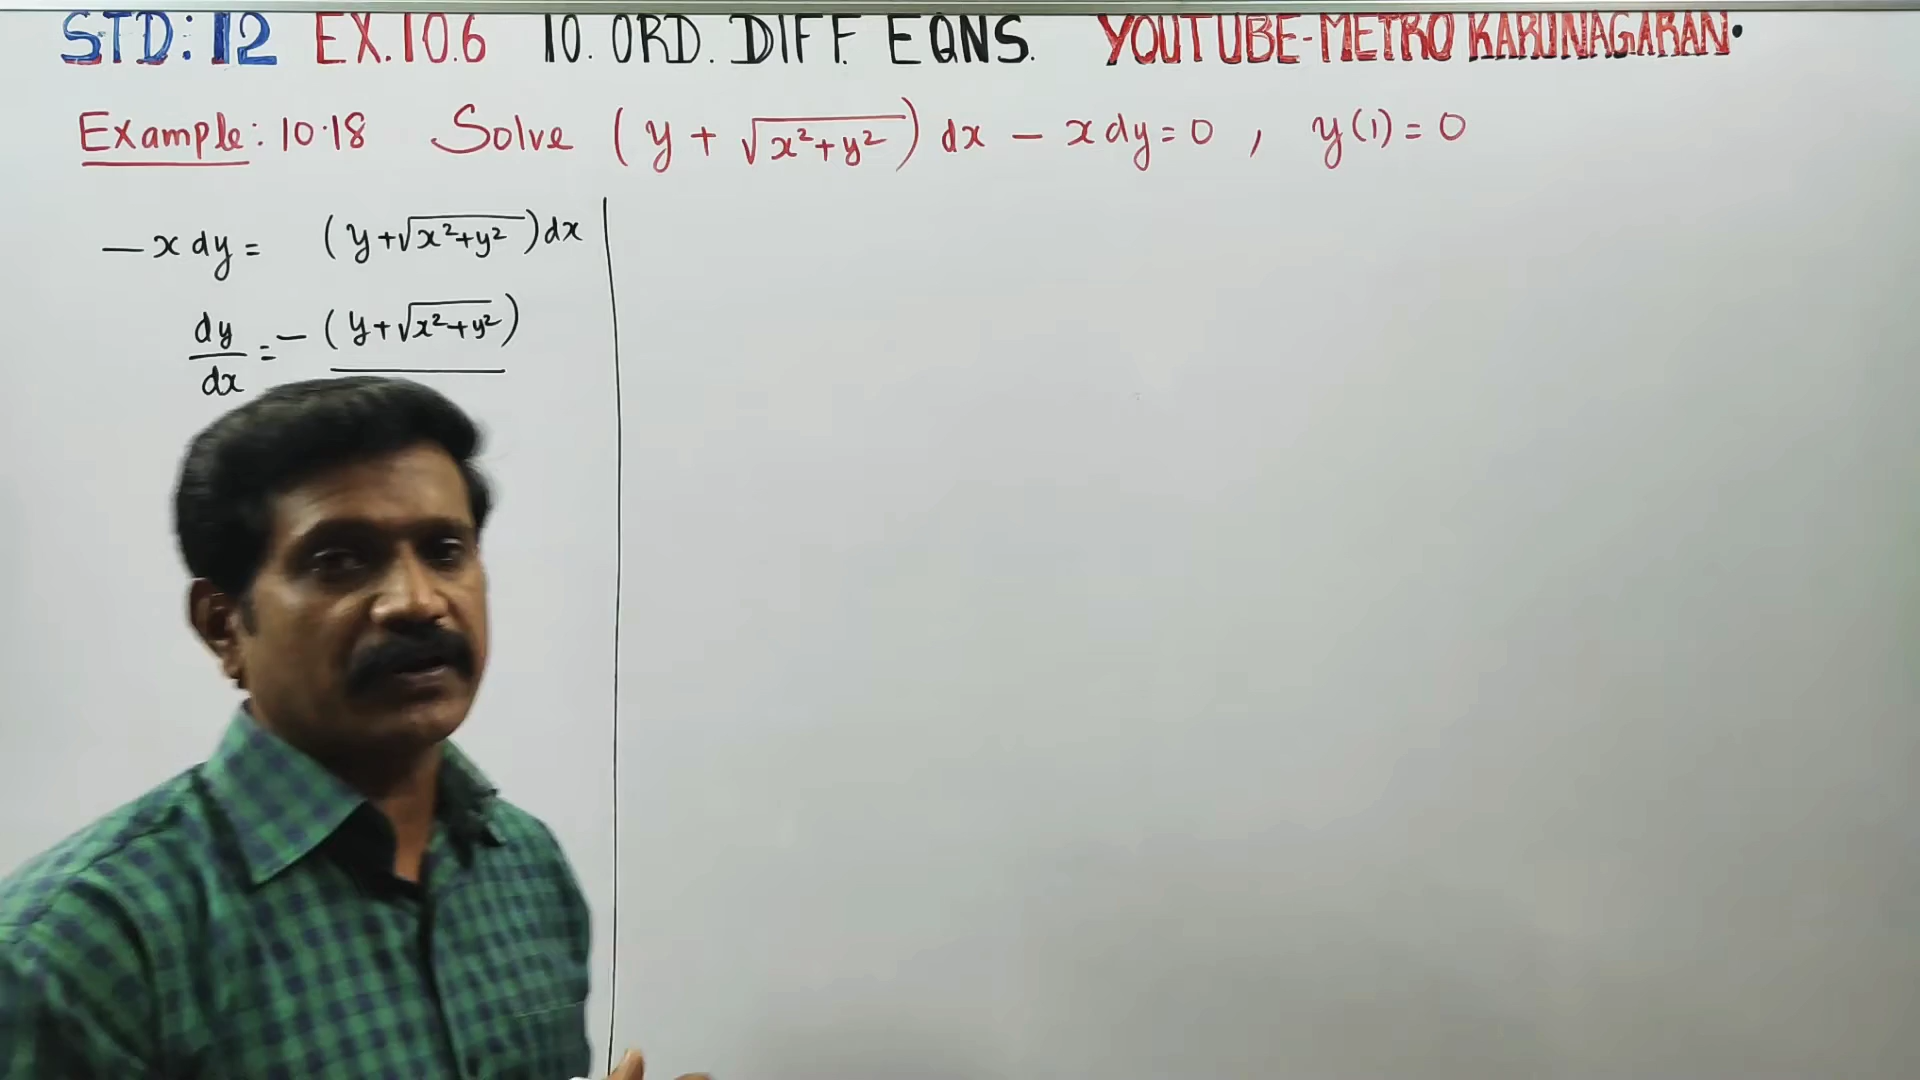 STD: 12 EX.10.6 10. ORD. DIFF. EQNS. YOUTUBE-METRO KARUNAGARAN.
Example: 10.18 Solve (y + √x²+y²) dx − x dy = 0 , y(1) = 0
− x dy = (y + √x²+y²) dx
dy/dx = − (y + √x²+y²)